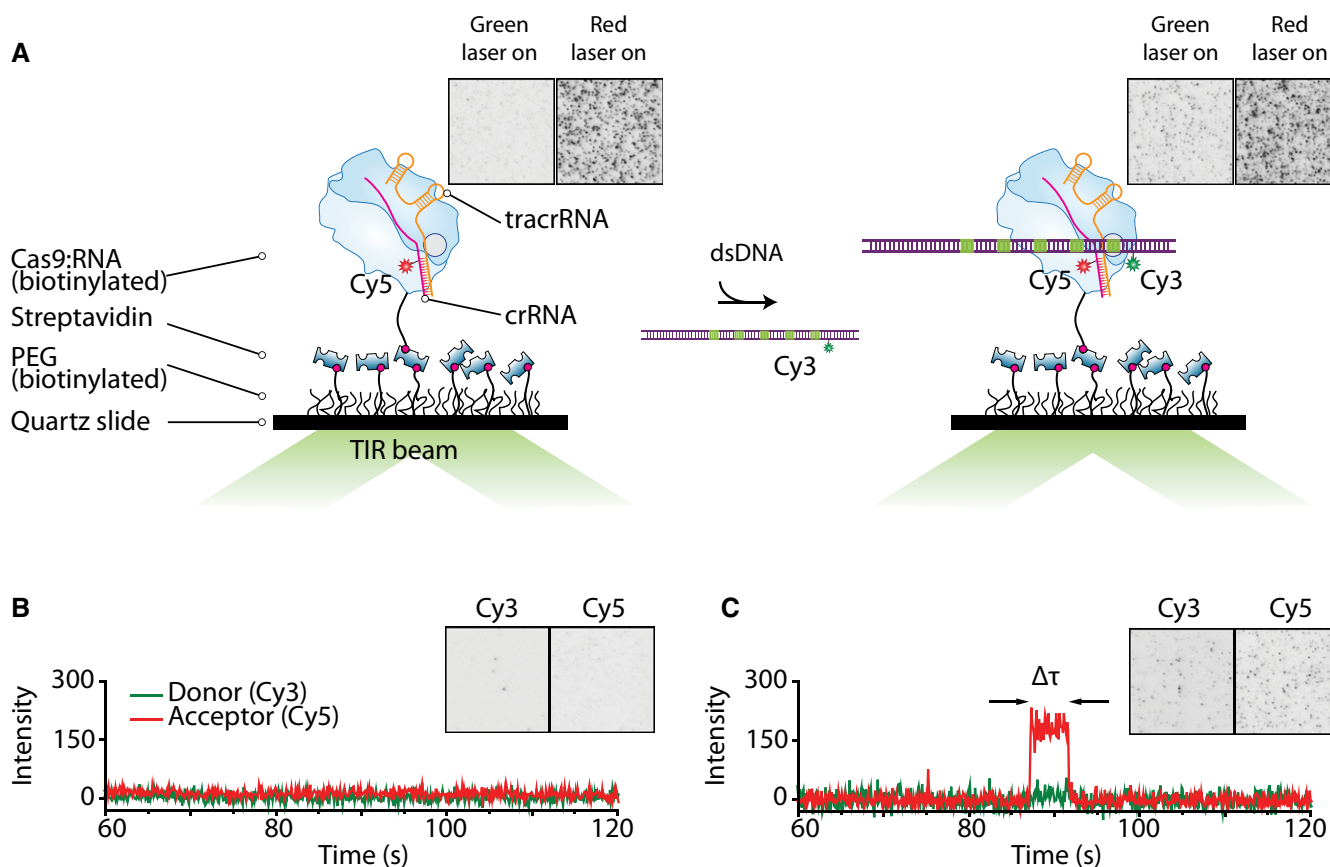 A
Green
laser on
Red
laser on
Green
laser on
Red
laser on
tracrRNA
Cas9:RNA
(biotinylated)
Cy5
crRNA
Streptavidin
PEG
(biotinylated)
Quartz slide
TIR beam
dsDNA
Cy3
Cy5
Cy3
B
Cy3
Cy5
300
150
0
Intensity
Donor (Cy3)
Acceptor (Cy5)
60
80
100
120
Time (s)
C
Cy3
Cy5
Δτ
300
150
0
Intensity
60
80
100
120
Time (s)